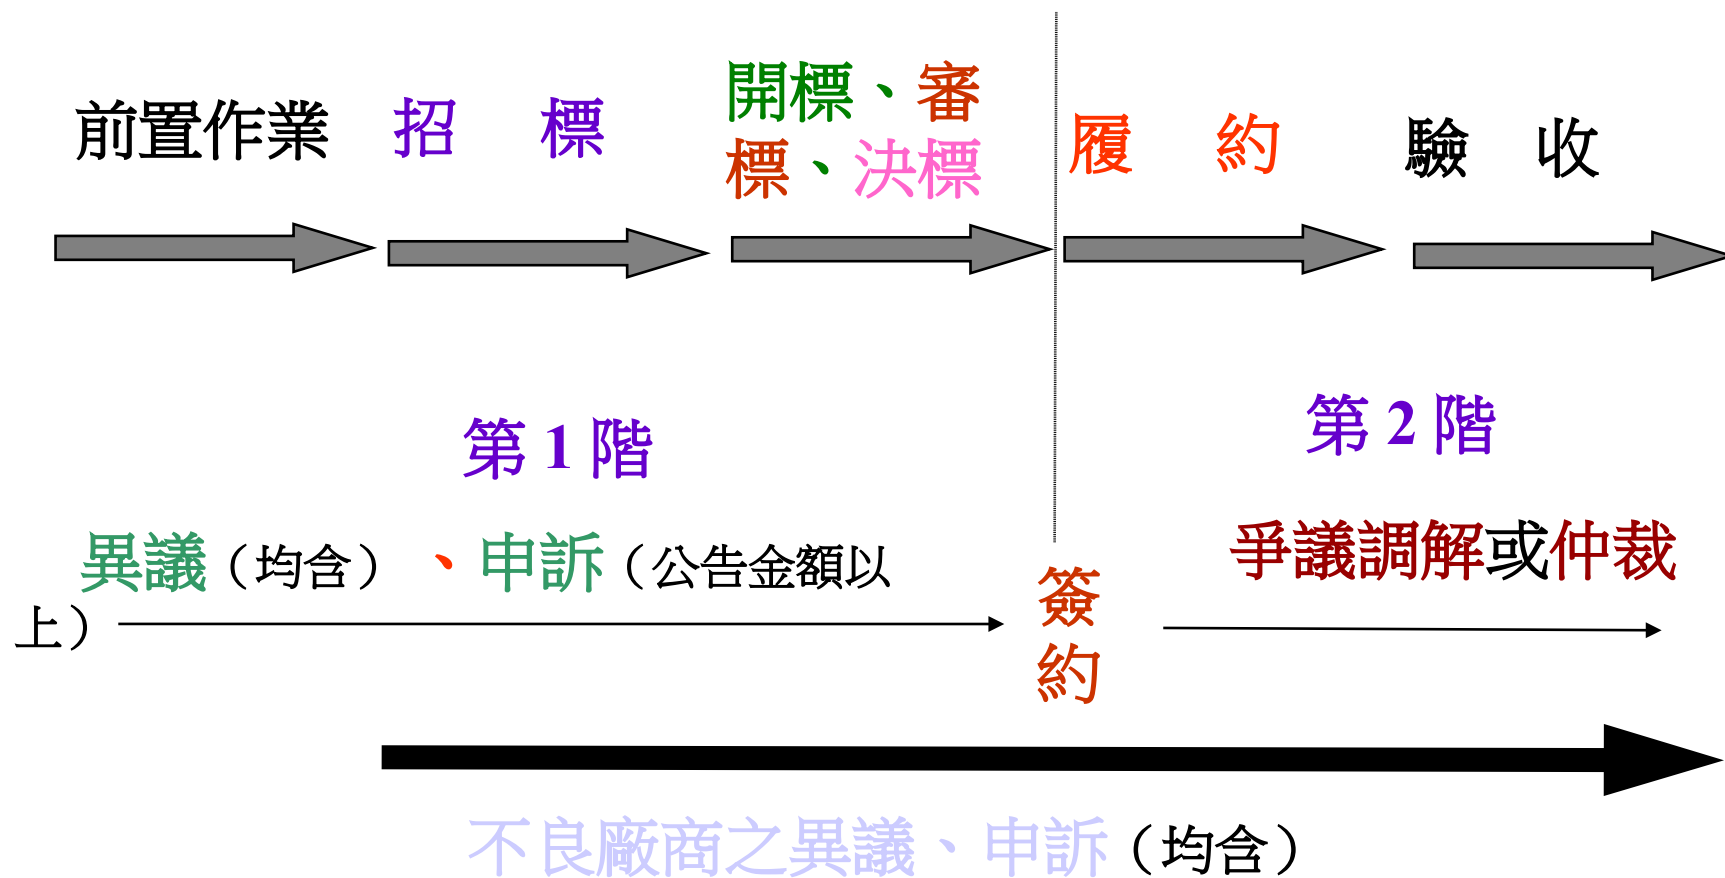 前置作業
招 標
開標、審
標、決標
履 約
驗 收
第1階
第2階
異議（均含）、申訴（公告金額以
上）
簽
約
爭議調解或仲裁
不良廠商之異議、申訴（均含）